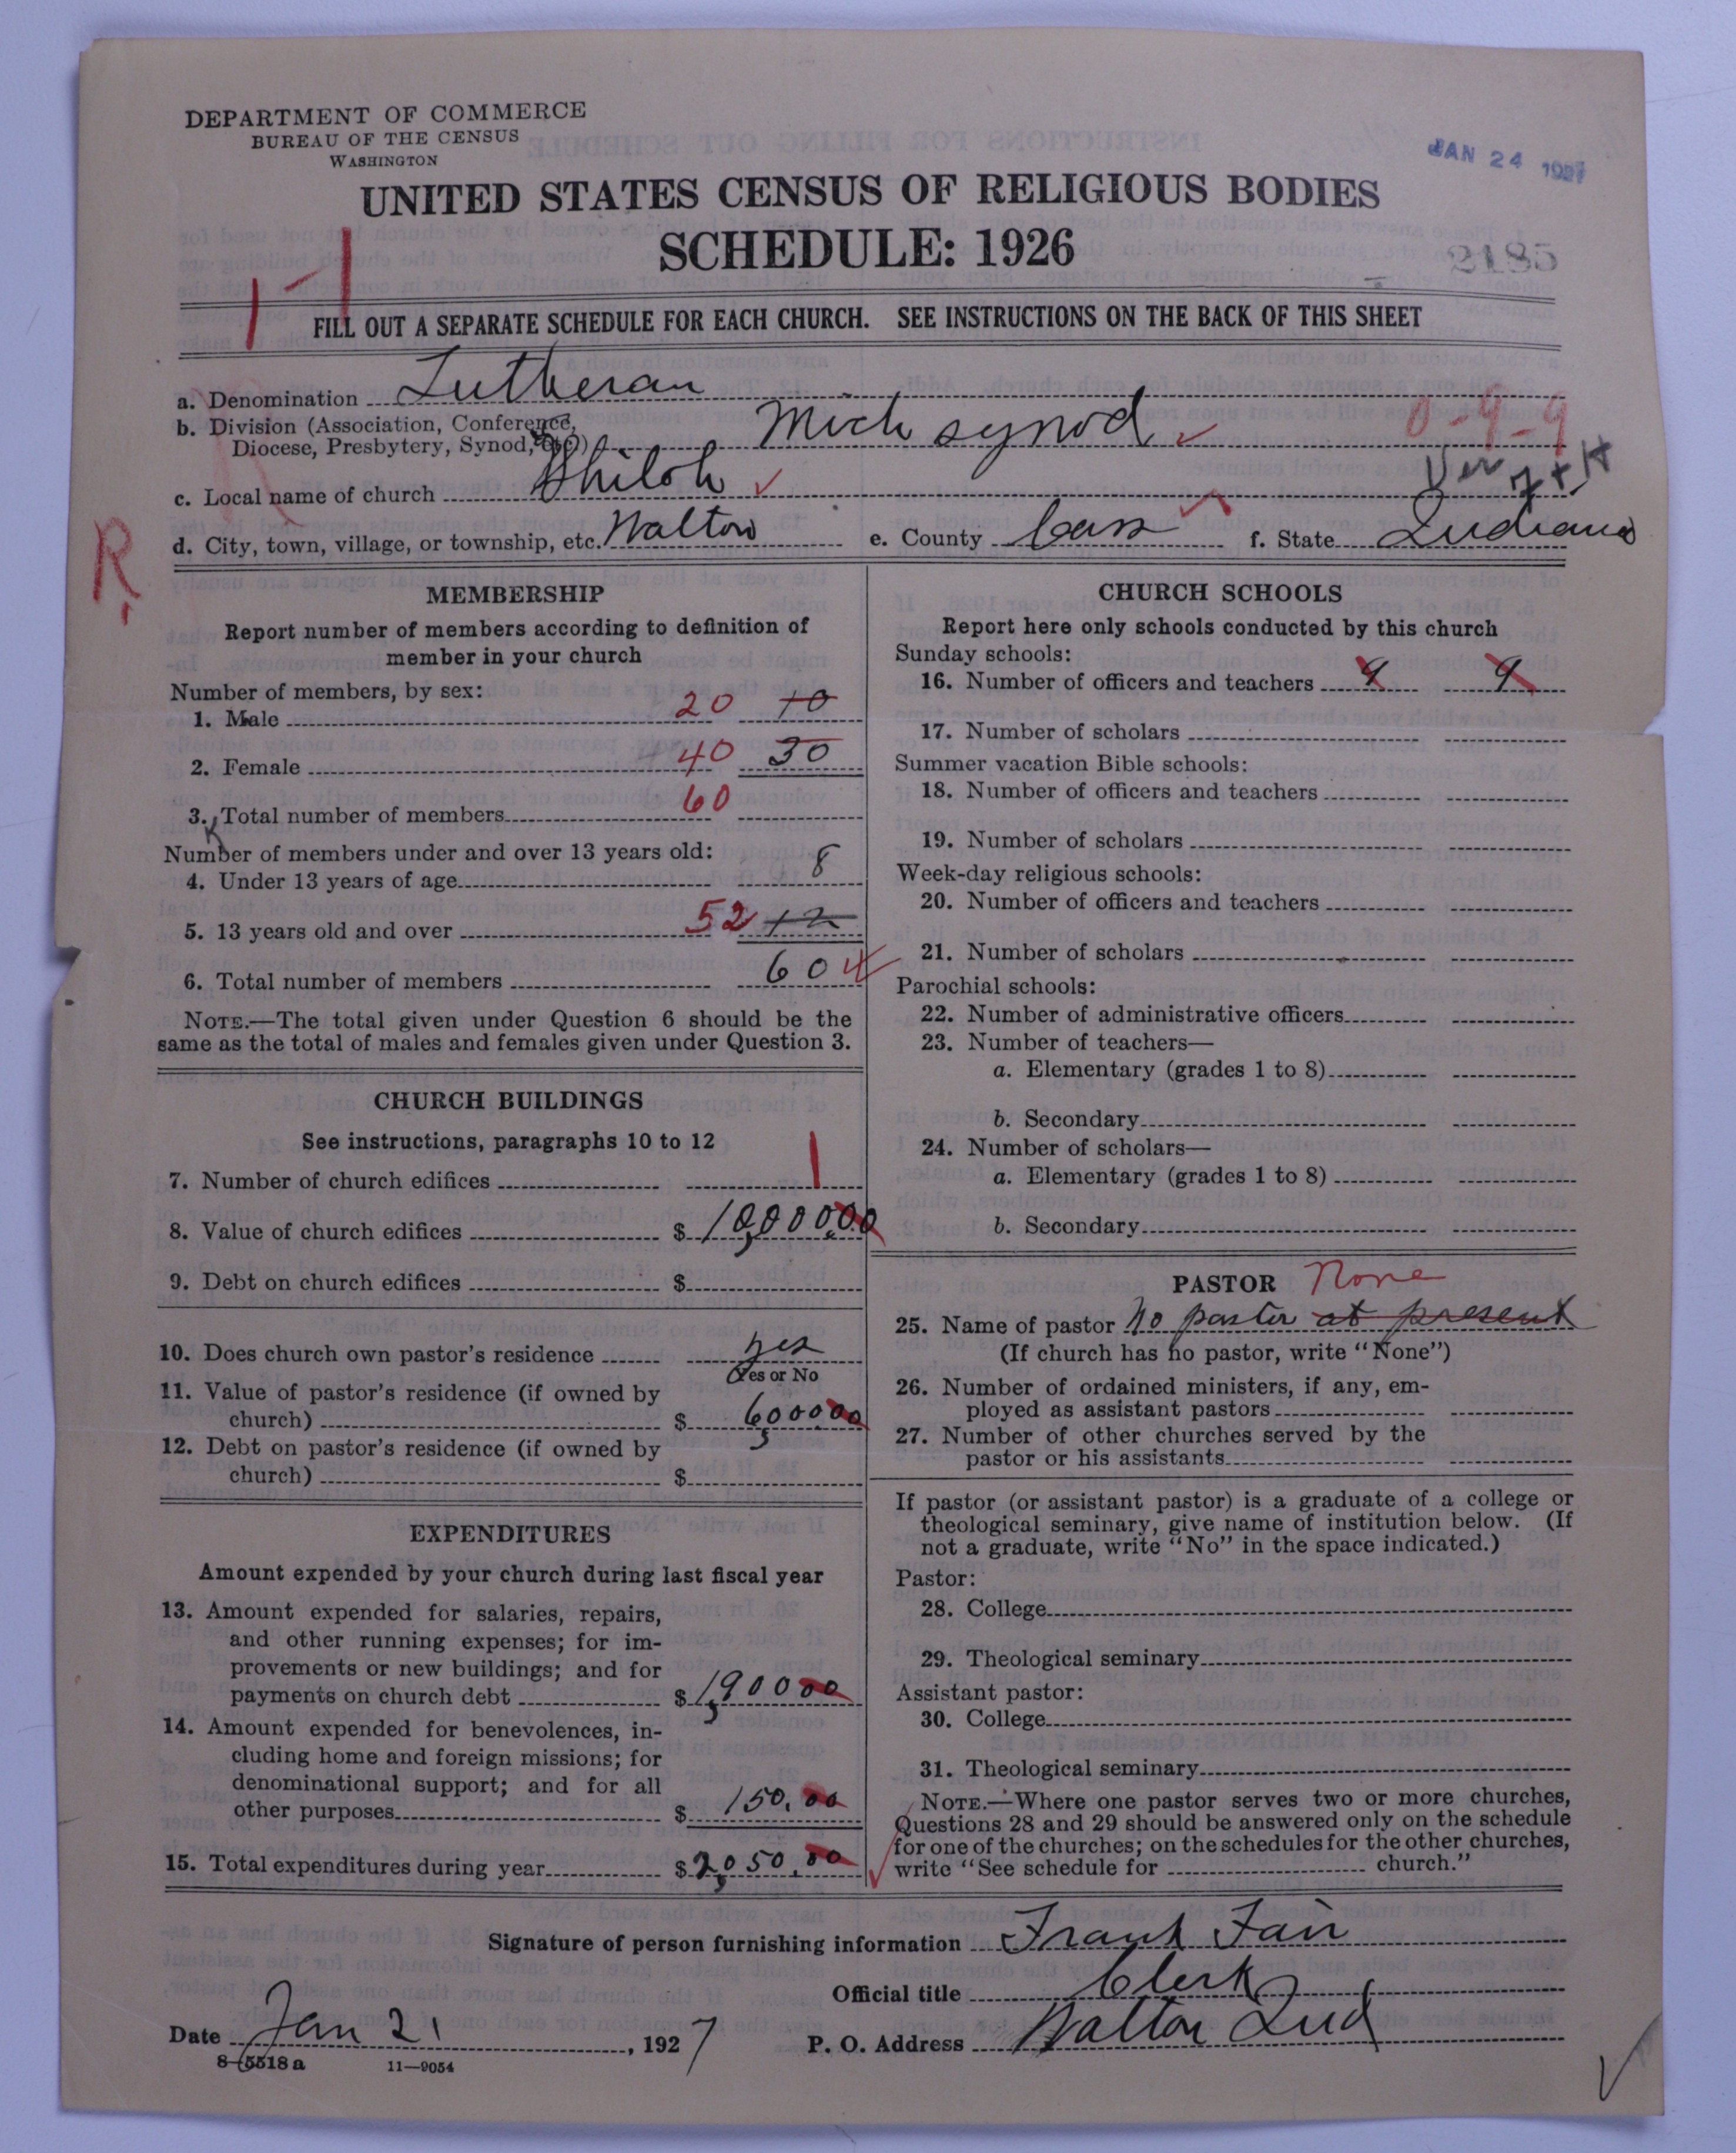 DEPARTMENT OF COMMERCE
BUREAU OF THE CENSUS
WASHINGTON
JAN 24 1927
UNITED STATES CENSUS OF RELIGIOUS BODIES
SCHEDULE: 1926
2185
1-1
FILL OUT A SEPARATE SCHEDULE FOR EACH CHURCH. SEE INSTRUCTIONS ON THE BACK OF THIS SHEET
a. Denomination Lutheran
b. Division (Association, Conference,
Diocese, Presbytery, Synod, etc.) Mich synod 0-9-9
c. Local name of church Shiloh
d. City, town, village, or township, etc. Walton e. County Cass f. State Indiana
R
MEMBERSHIP
Report number of members according to definition of
member in your church
Number of members, by sex:
1. Male 20 10
2. Female 40 30
3. Total number of members 60
Number of members under and over 13 years old:
4. Under 13 years of age 8
5. 13 years old and over 52 12
6. Total number of members 60
NOTE.—The total given under Question 6 should be the
same as the total of males and females given under Question 3.
CHURCH BUILDINGS
See instructions, paragraphs 10 to 12
7. Number of church edifices 1
8. Value of church edifices $ 10,000.00
9. Debt on church edifices $
10. Does church own pastor's residence yes
Yes or No
11. Value of pastor's residence (if owned by
church) $ 6,000.00
12. Debt on pastor's residence (if owned by
church) $
EXPENDITURES
Amount expended by your church during last fiscal year
13. Amount expended for salaries, repairs,
and other running expenses; for im-
provements or new buildings; and for
payments on church debt $ 1,900 00
14. Amount expended for benevolences, in-
cluding home and foreign missions; for
denominational support; and for all
other purposes $ 150.00
15. Total expenditures during year $ 2,050.00
CHURCH SCHOOLS
Report here only schools conducted by this church
Sunday schools:
16. Number of officers and teachers 9 9
17. Number of scholars
Summer vacation Bible schools:
18. Number of officers and teachers
19. Number of scholars
Week-day religious schools:
20. Number of officers and teachers
21. Number of scholars
Parochial schools:
22. Number of administrative officers
23. Number of teachers—
a. Elementary (grades 1 to 8)
b. Secondary
24. Number of scholars—
a. Elementary (grades 1 to 8)
b. Secondary
PASTOR None
25. Name of pastor No pastor at present
(If church has no pastor, write "None")
26. Number of ordained ministers, if any, em-
ployed as assistant pastors
27. Number of other churches served by the
pastor or his assistants
If pastor (or assistant pastor) is a graduate of a college or
theological seminary, give name of institution below. (If
not a graduate, write "No" in the space indicated.)
Pastor:
28. College
29. Theological seminary
Assistant pastor:
30. College
31. Theological seminary
NOTE.—Where one pastor serves two or more churches,
Questions 28 and 29 should be answered only on the schedule
for one of the churches; on the schedules for the other churches,
write "See schedule for church."
Signature of person furnishing information Frank Fair
Official title Clerk
Date Jan 21, 1927 P. O. Address Walton Ind
8-5518a 11-9054